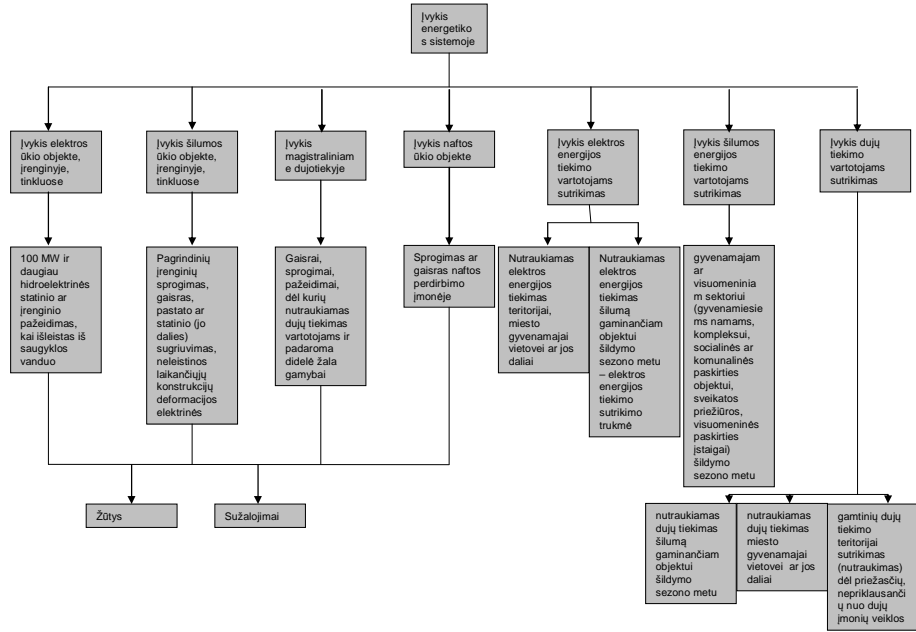 Įvykis
energetiko
s sistemoje
Įvykis elektros
ūkio objekte,
įrenginyje,
tinkluose
Įvykis šilumos
ūkio objekte,
įrenginyje,
tinkluose
Įvykis
magistraliniam
e dujotiekyje
Įvykis naftos
ūkio objekte
Įvykis elektros
energijos
tiekimo
vartotojams
sutrikimas
Įvykis šilumos
energijos
tiekimo
vartotojams
sutrikimas
Įvykis dujų
tiekimo
vartotojams
sutrikimas
100 MW ir
daugiau
hidroelektrinės
statinio ar
įrenginio
pažeidimas,
kai išleistas iš
saugyklos
vanduo
Pagrindinių
įrenginių
sprogimas,
gaisras,
pastato ar
statinio (jo
dalies)
sugriuvimas,
neleistinos
laikančiųjų
konstrukcijų
deformacijos
elektrinės
Gaisrai,
sprogimai,
pažeidimai,
dėl kurių
nutraukiamas
dujų tiekimas
vartotojams ir
padaroma
didelė žala
gamybai
Sprogimas ar
gaisras naftos
perdirbimo
įmonėje
Nutraukiamas
elektros
energijos
tiekimas
teritorijai,
miesto
gyvenamajai
vietovei ar jos
daliai
Nutraukiamas
elektros
energijos
tiekimas
šilumą
gaminančiam
objektui
šildymo
sezono metu
– elektros
energijos
tiekimo
sutrikimo
trukmė
gyvenamajam
ar
visuomeniniam
m sektoriui
(gyvenamiesie
ms namams,
kompleksui,
socialinės ar
komunalinės
paskirties
objektui,
sveikatos
priežiūros,
visuomeninės
paskirties
įstaigai)
šildymo
sezono metu
Žūtys
Sužalojimai
nutraukiamas
dujų tiekimas
šilumą
gaminančiam
objektui
šildymo
sezono metu
nutraukiamas
dujų tiekimas
miesto
gyvenamajai
vietovei ar jos
daliai
gamtinių dujų
tiekimo
teritorijai
sutrikimas
(nutraukimas)
dėl priežasčių,
nepriklausanči
ų nuo dujų
įmonių veiklos